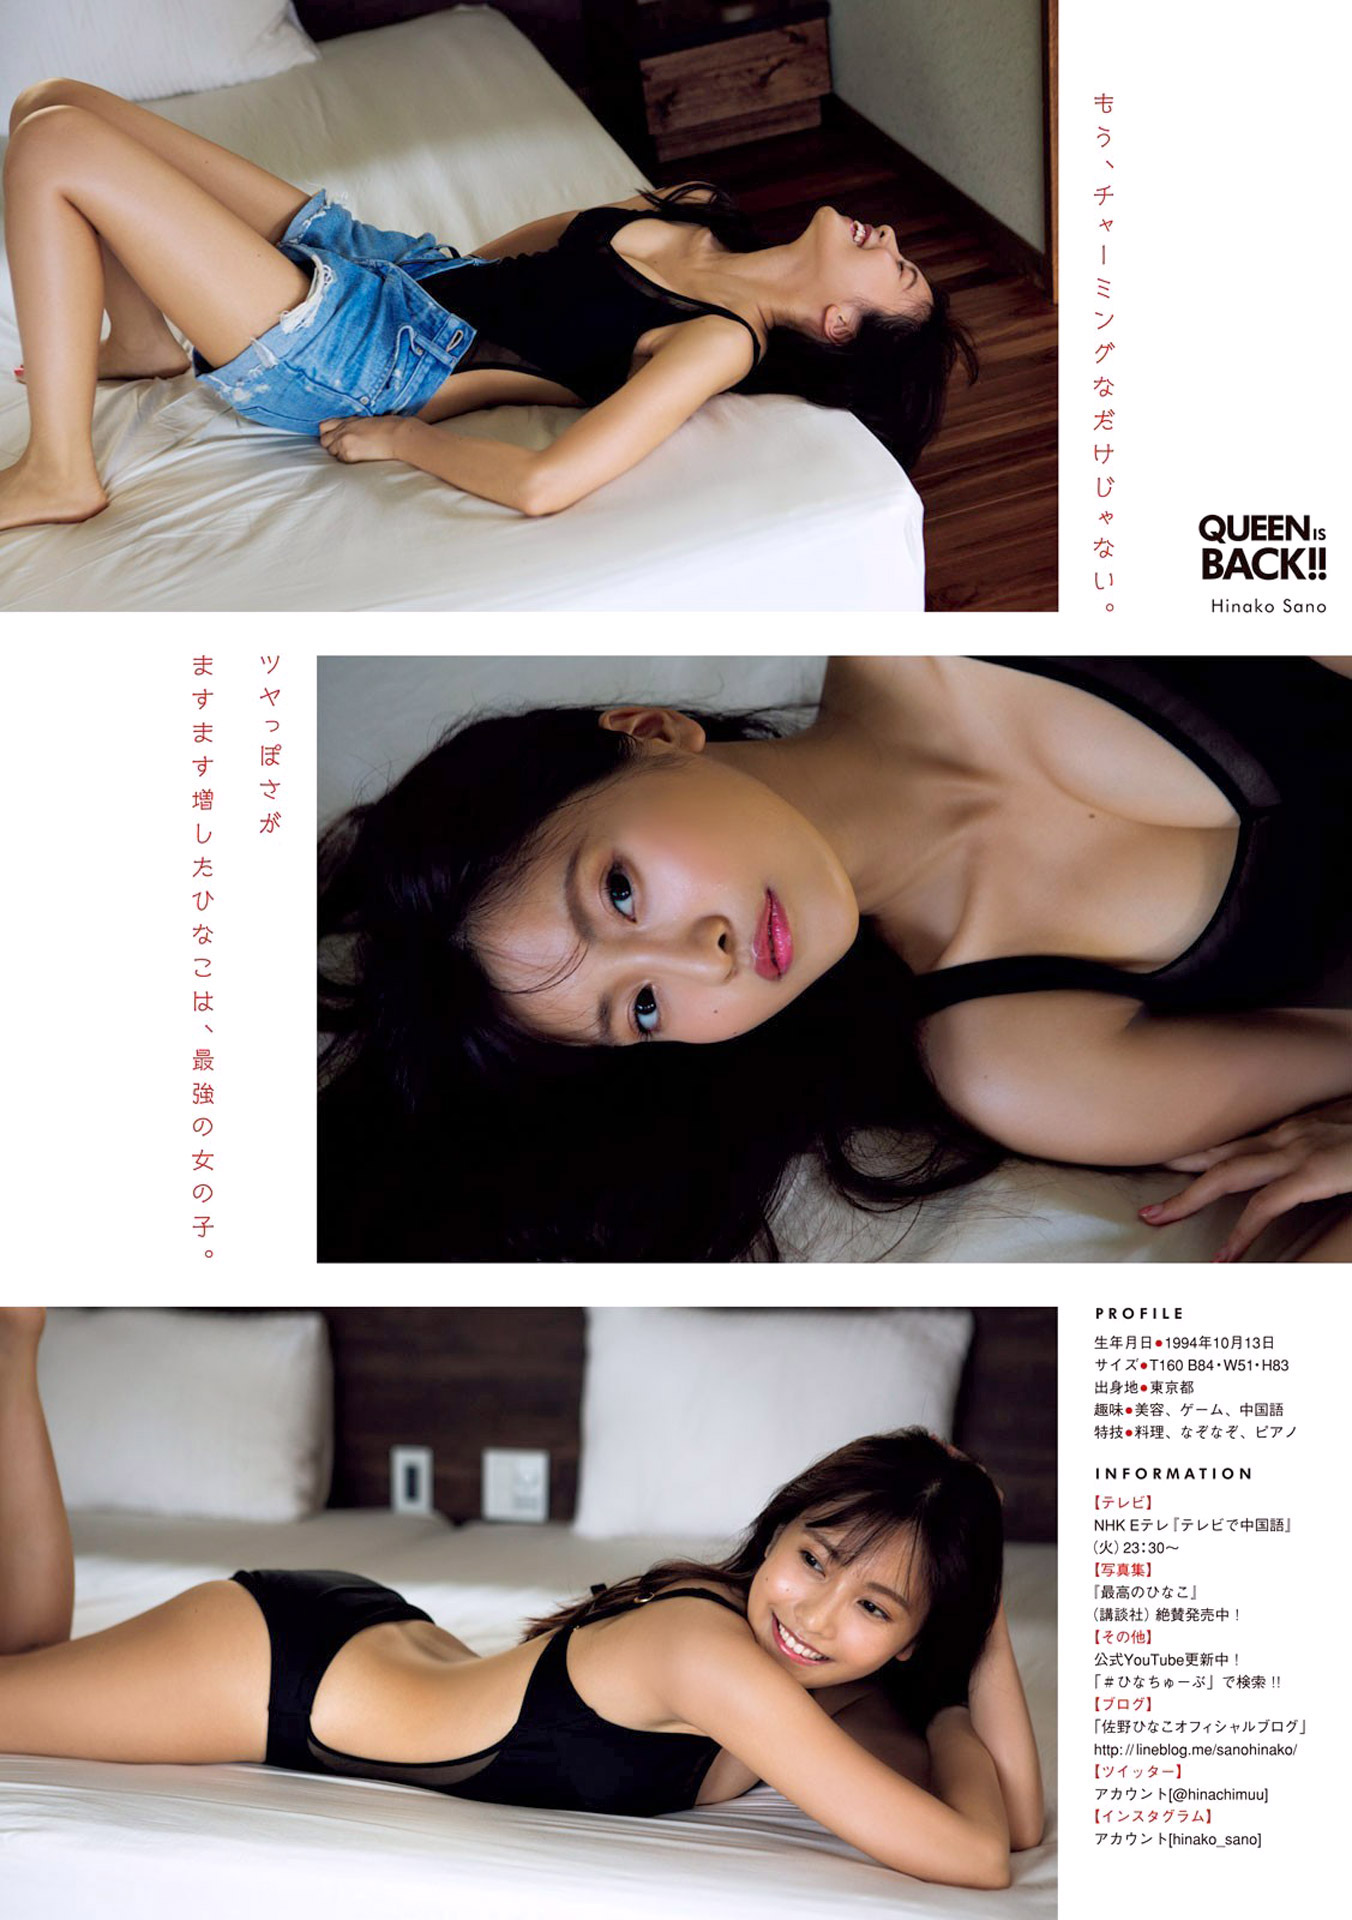 もう、チャーミングなだけじゃない。
QUEEN IS
BACK!!
Hinako Sano
ツヤっぽさが
ますます増したひなこは、最強の女の子。
PROFILE
生年月日●1994年10月13日
サイズ●T160 B84・W51・H83
出身地●東京都
趣味●美容、ゲーム、中国語
特技●料理、なぞなぞ、ピアノ
INFORMATION
【テレビ】
NHK Eテレ『テレビで中国語』
(火) 23:30〜
【写真集】
『最高のひなこ』
(講談社) 絶賛発売中！
【その他】
公式YouTube更新中！
「＃ひなちゅーぶ」で検索!!
【ブログ】
「佐野ひなこオフィシャルブログ」
http://lineblog.me/sanohinako/
【ツイッター】
アカウント[@hinachimuu]
【インスタグラム】
アカウント[hinako_sano]